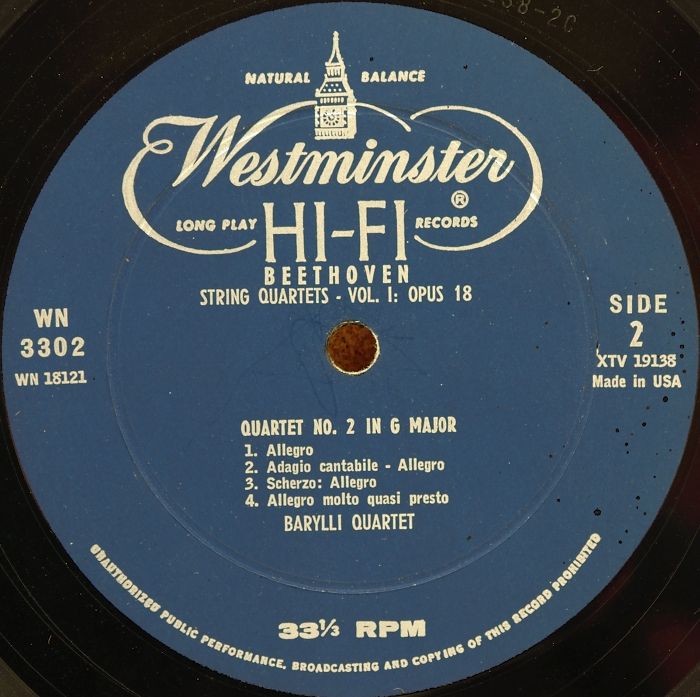 NATURAL BALANCE
Westminster®
LONG PLAY HI-FI RECORDS
BEETHOVEN
STRING QUARTETS - VOL. I: OPUS 18
WN
3302
WN 18121
SIDE
2
XTV 19138
Made in USA
QUARTET NO. 2 IN G MAJOR
1. Allegro
2. Adagio cantabile - Allegro
3. Scherzo: Allegro
4. Allegro molto quasi presto
BARYLLI QUARTET
33⅓ RPM
UNAUTHORIZED PUBLIC PERFORMANCE, BROADCASTING AND COPYING OF THIS RECORD PROHIBITED